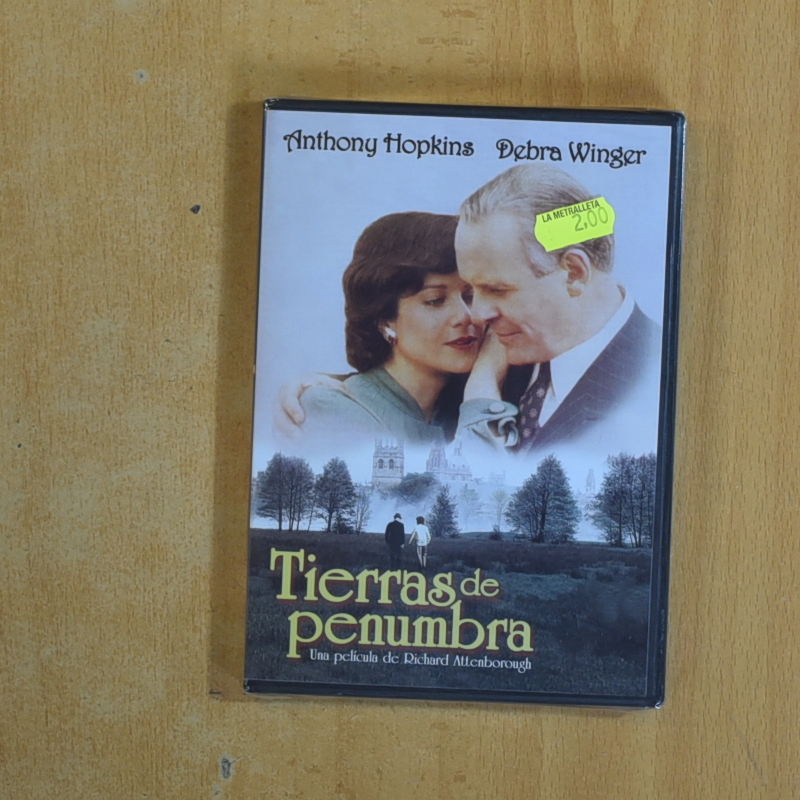 Anthony Hopkins Debra Winger
LA METRALLETA
2,00
Tierras de
penumbra
Una película de Richard Attenborough